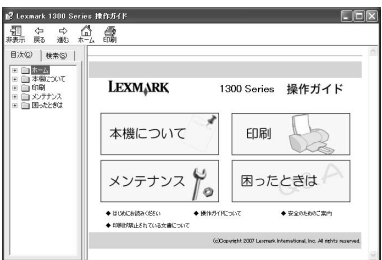 Lexmark 1300 Series 操作ガイド
非表示 戻る 進む ホーム 印刷
目次(C) 検索(S)
ホーム
本機について
印刷
メンテナンス
困ったときは
LEXMARK 1300 Series 操作ガイド
本機について 印刷
メンテナンス 困ったときは
Q & A
◆ はじめにお読みください ◆ 操作ガイドについて ◆ 安全のためのご案内
◆ 印刷が禁止されている文書について
(c)Copyright 2007 Lexmark International, Inc. All rights reserved.